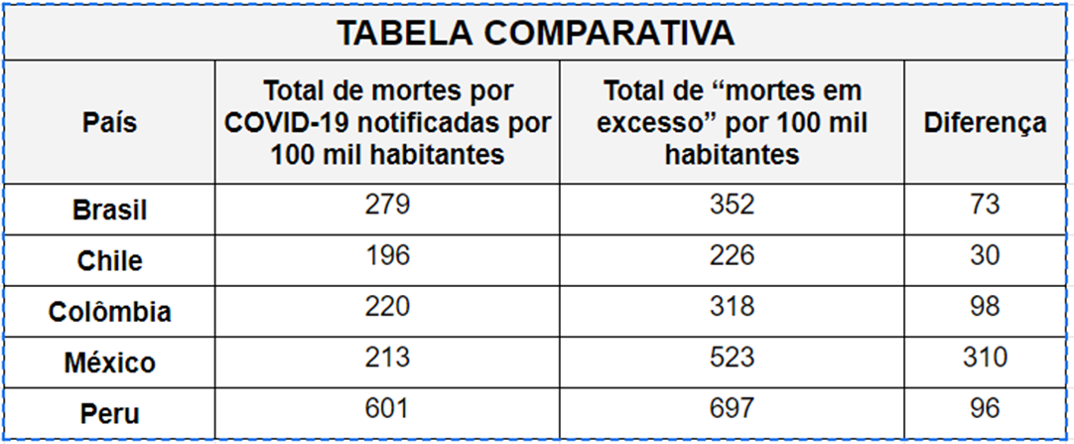 TABELA COMPARATIVA
País
Total de mortes por
COVID-19 notificadas por
100 mil habitantes
Total de “mortes em
excesso” por 100 mil
habitantes
Diferença
Brasil 279 352 73
Chile 196 226 30
Colômbia 220 318 98
México 213 523 310
Peru 601 697 96